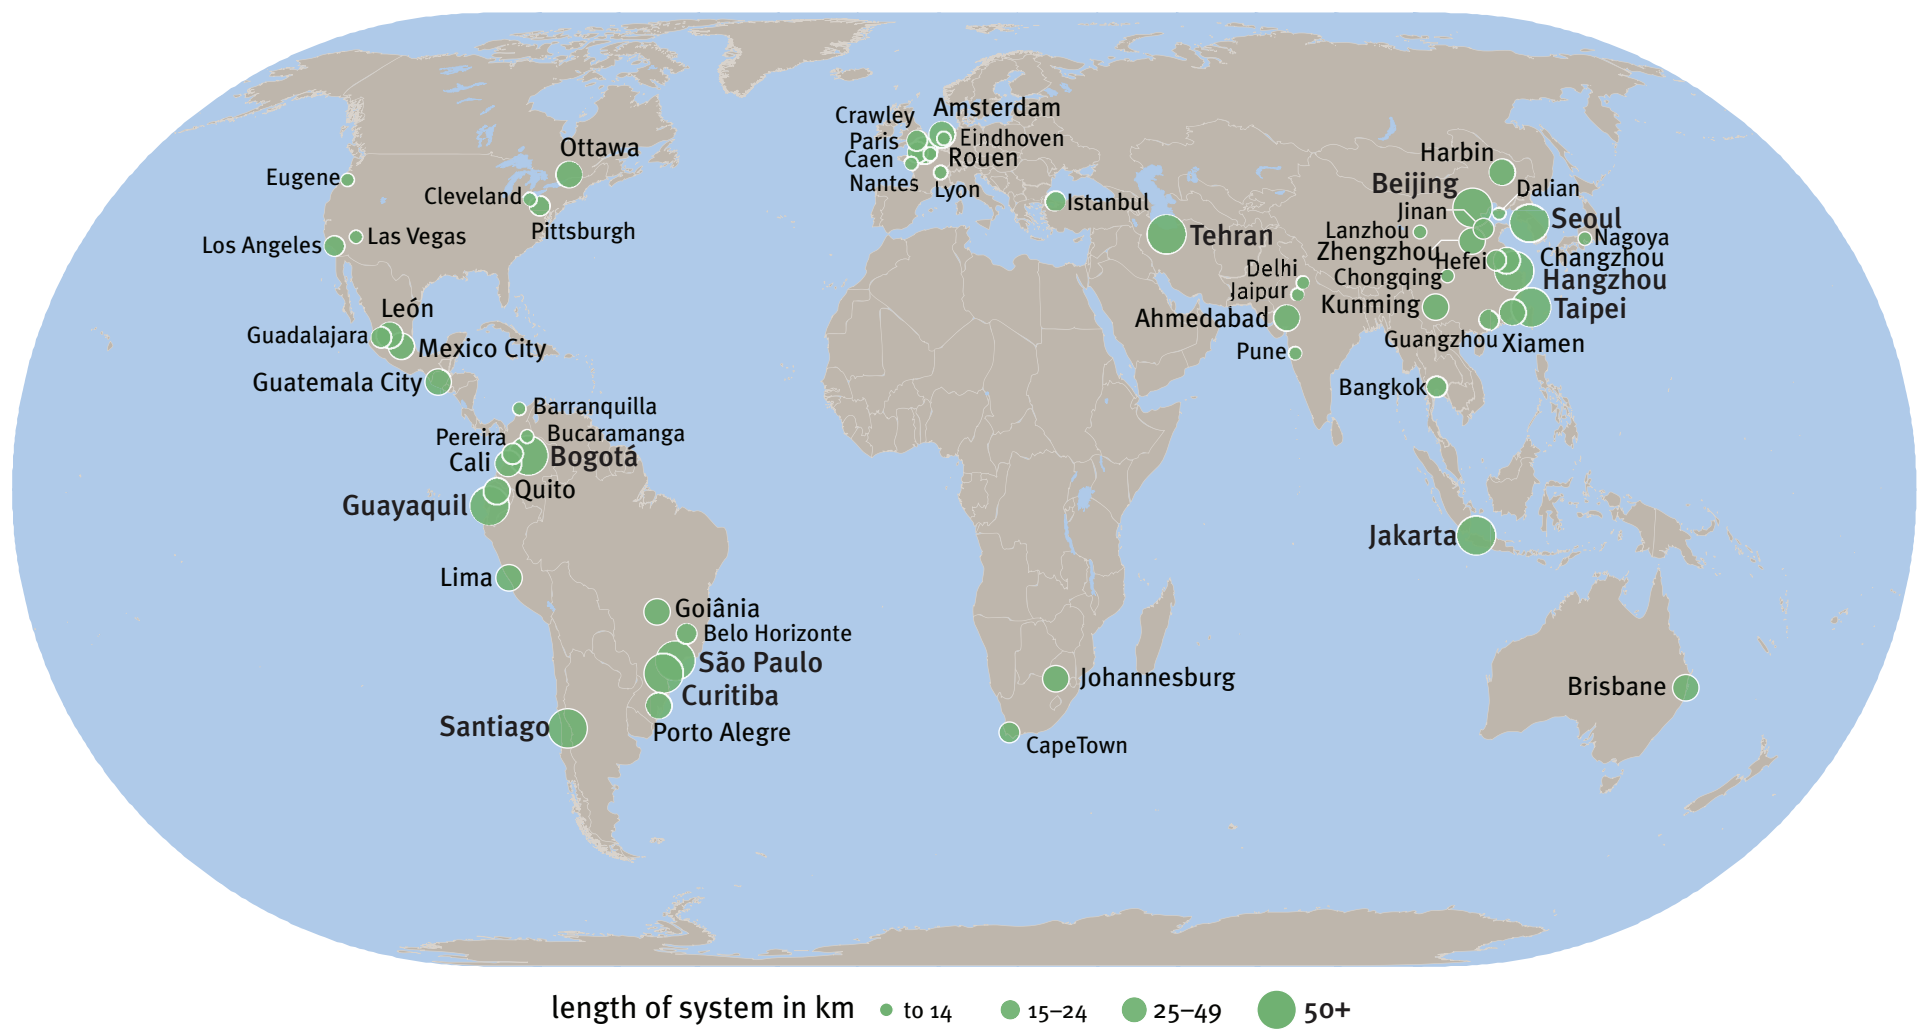 Crawley
Amsterdam
Paris
Eindhoven
Caen
Rouen
Nantes
Lyon
Ottawa
Eugene
Cleveland
Pittsburgh
Los Angeles
Las Vegas
Istanbul
Tehran
Harbin
Beijing
Dalian
Jinan
Seoul
Lanzhou
Nagoya
Zhengzhou
Hefei
Changzhou
Chongqing
Hangzhou
Delhi
Jaipur
Ahmedabad
Kunming
Taipei
Guangzhou
Xiamen
Pune
Bangkok
León
Guadalajara
Mexico City
Guatemala City
Barranquilla
Pereira
Bucaramanga
Cali
Bogotá
Quito
Guayaquil
Jakarta
Lima
Goiânia
Belo Horizonte
São Paulo
Curitiba
Santiago
Porto Alegre
Johannesburg
CapeTown
Brisbane
length of system in km to 14 15–24 25–49 50+